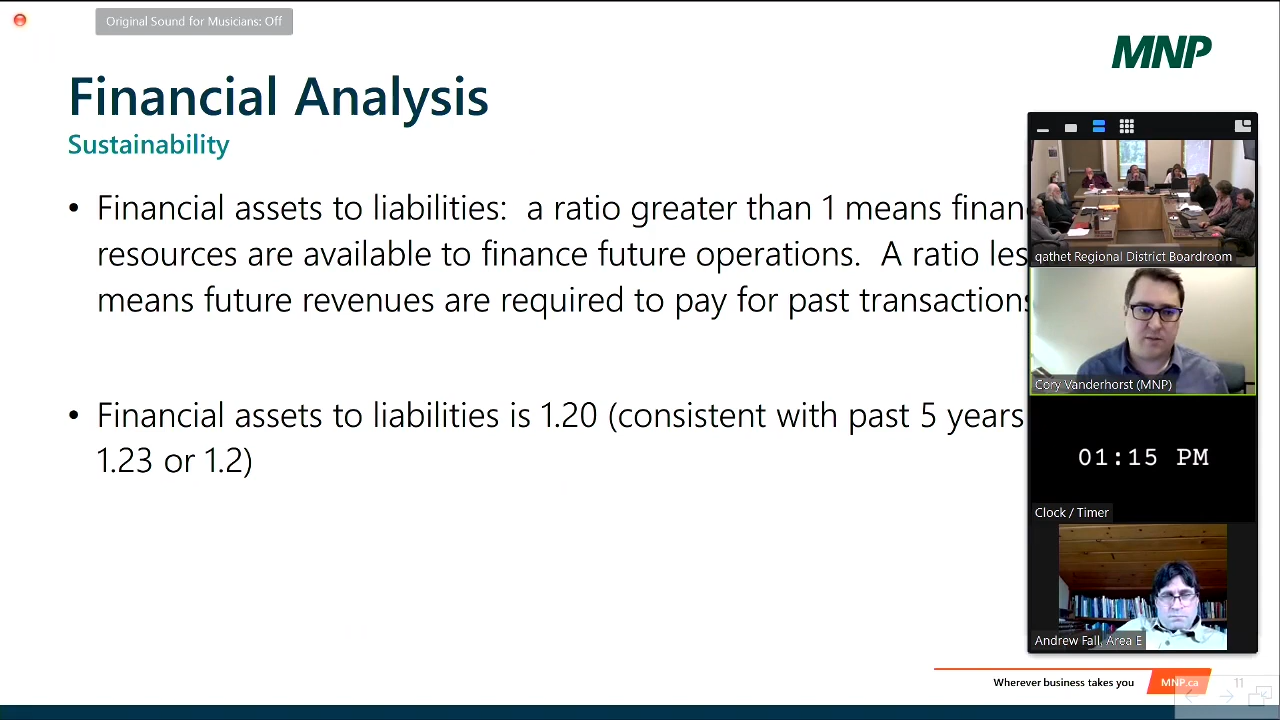 Original Sound for Musicians: Off
MNP
Financial Analysis
Sustainability
• Financial assets to liabilities: a ratio greater than 1 means finan
resources are available to finance future operations. A ratio les
means future revenues are required to pay for past transactions
• Financial assets to liabilities is 1.20 (consistent with past 5 years
1.23 or 1.2)
qathet Regional District Boardroom
Cory Vanderhorst (MNP)
01:15 PM
Clock / Timer
Andrew Fall, Area E
Wherever business takes you
MNP.ca
11